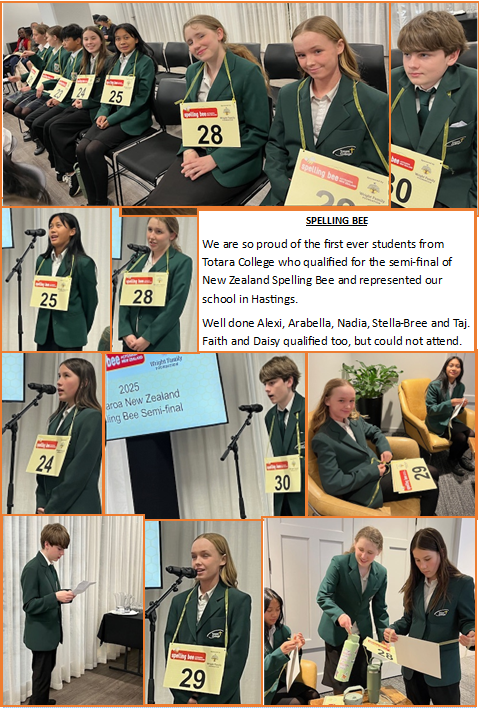 24
25
spelling bee
28
Wright Family
spelling bee
29
30
SPELLING BEE
We are so proud of the first ever students from
Totara College who qualified for the semi-final of
New Zealand Spelling Bee and represented our
school in Hastings.
Well done Alexi, Arabella, Nadia, Stella-Bree and Taj.
Faith and Daisy qualified too, but could not attend.
25
28
24
bee
Wright Family
2025
aroa New Zealand
ling Bee Semi-final
30
29
spelling bee
29
28